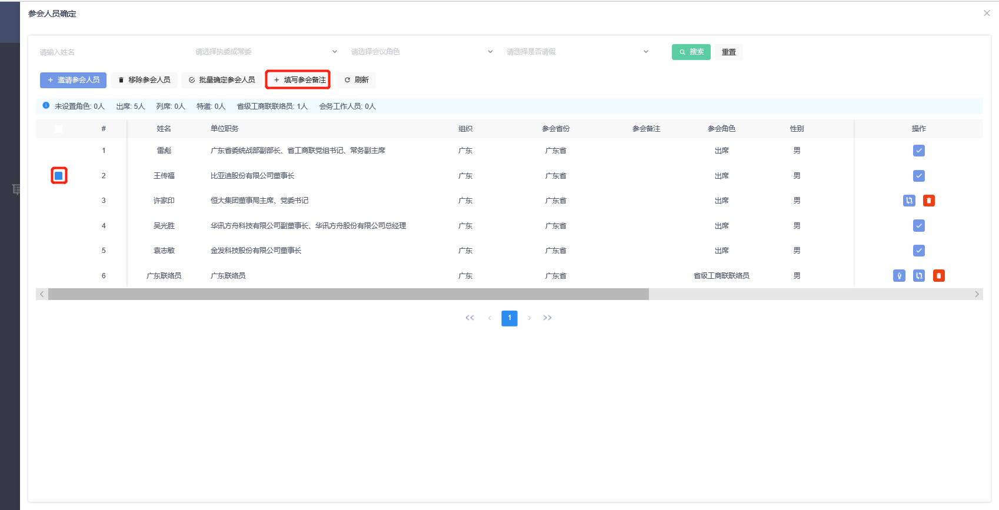 参会人员确定
请输入姓名 请选择执委或常委 请选择会议角色 请选择是否请假 搜索 重置
邀请参会人员 移除参会人员 批量确定参会人员 填写参会备注 刷新
未设置角色: 0人 出席: 5人 列席: 0人 特邀: 0人 省级工商联联络员: 1人 会务工作人员: 0人
# 姓名 单位职务 组织 参会省份 参会备注 参会角色 性别 操作
1 雷彪 广东省委统战部副部长、省工商联党组书记、常务副主席 广东 广东省 出席 男
2 王传福 比亚迪股份有限公司董事长 广东 广东省 出席 男
3 许家印 恒大集团董事局主席、党委书记 广东 广东省 出席 男
4 吴光胜 华讯方舟科技有限公司副董事长、华讯方舟股份有限公司总经理 广东 广东省 出席 男
5 袁志敏 金发科技股份有限公司董事长 广东 广东省 出席 男
6 广东联络员 广东联络员 广东 广东省 省级工商联联络员 男
<< < 1 > >>